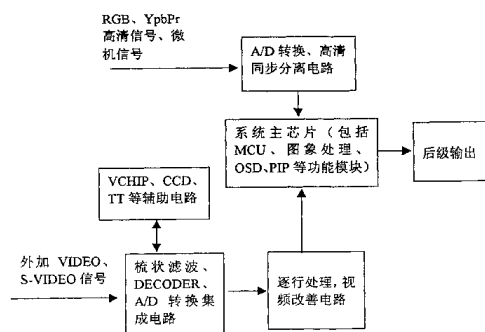 RGB、YpbPr
高清信号、微
机信号
A/D 转换、高清
同步分离电路
系统主芯片（包括
MCU、图象处理、
OSD、PIP 等功能模块）
后级输出
VCHIP、CCD、
TT 等辅助电路
外加 VIDEO、
S-VIDEO 信号
梳状滤波、
DECODER、
A/D 转换集
成电路
逐行处理，视
频改善电路